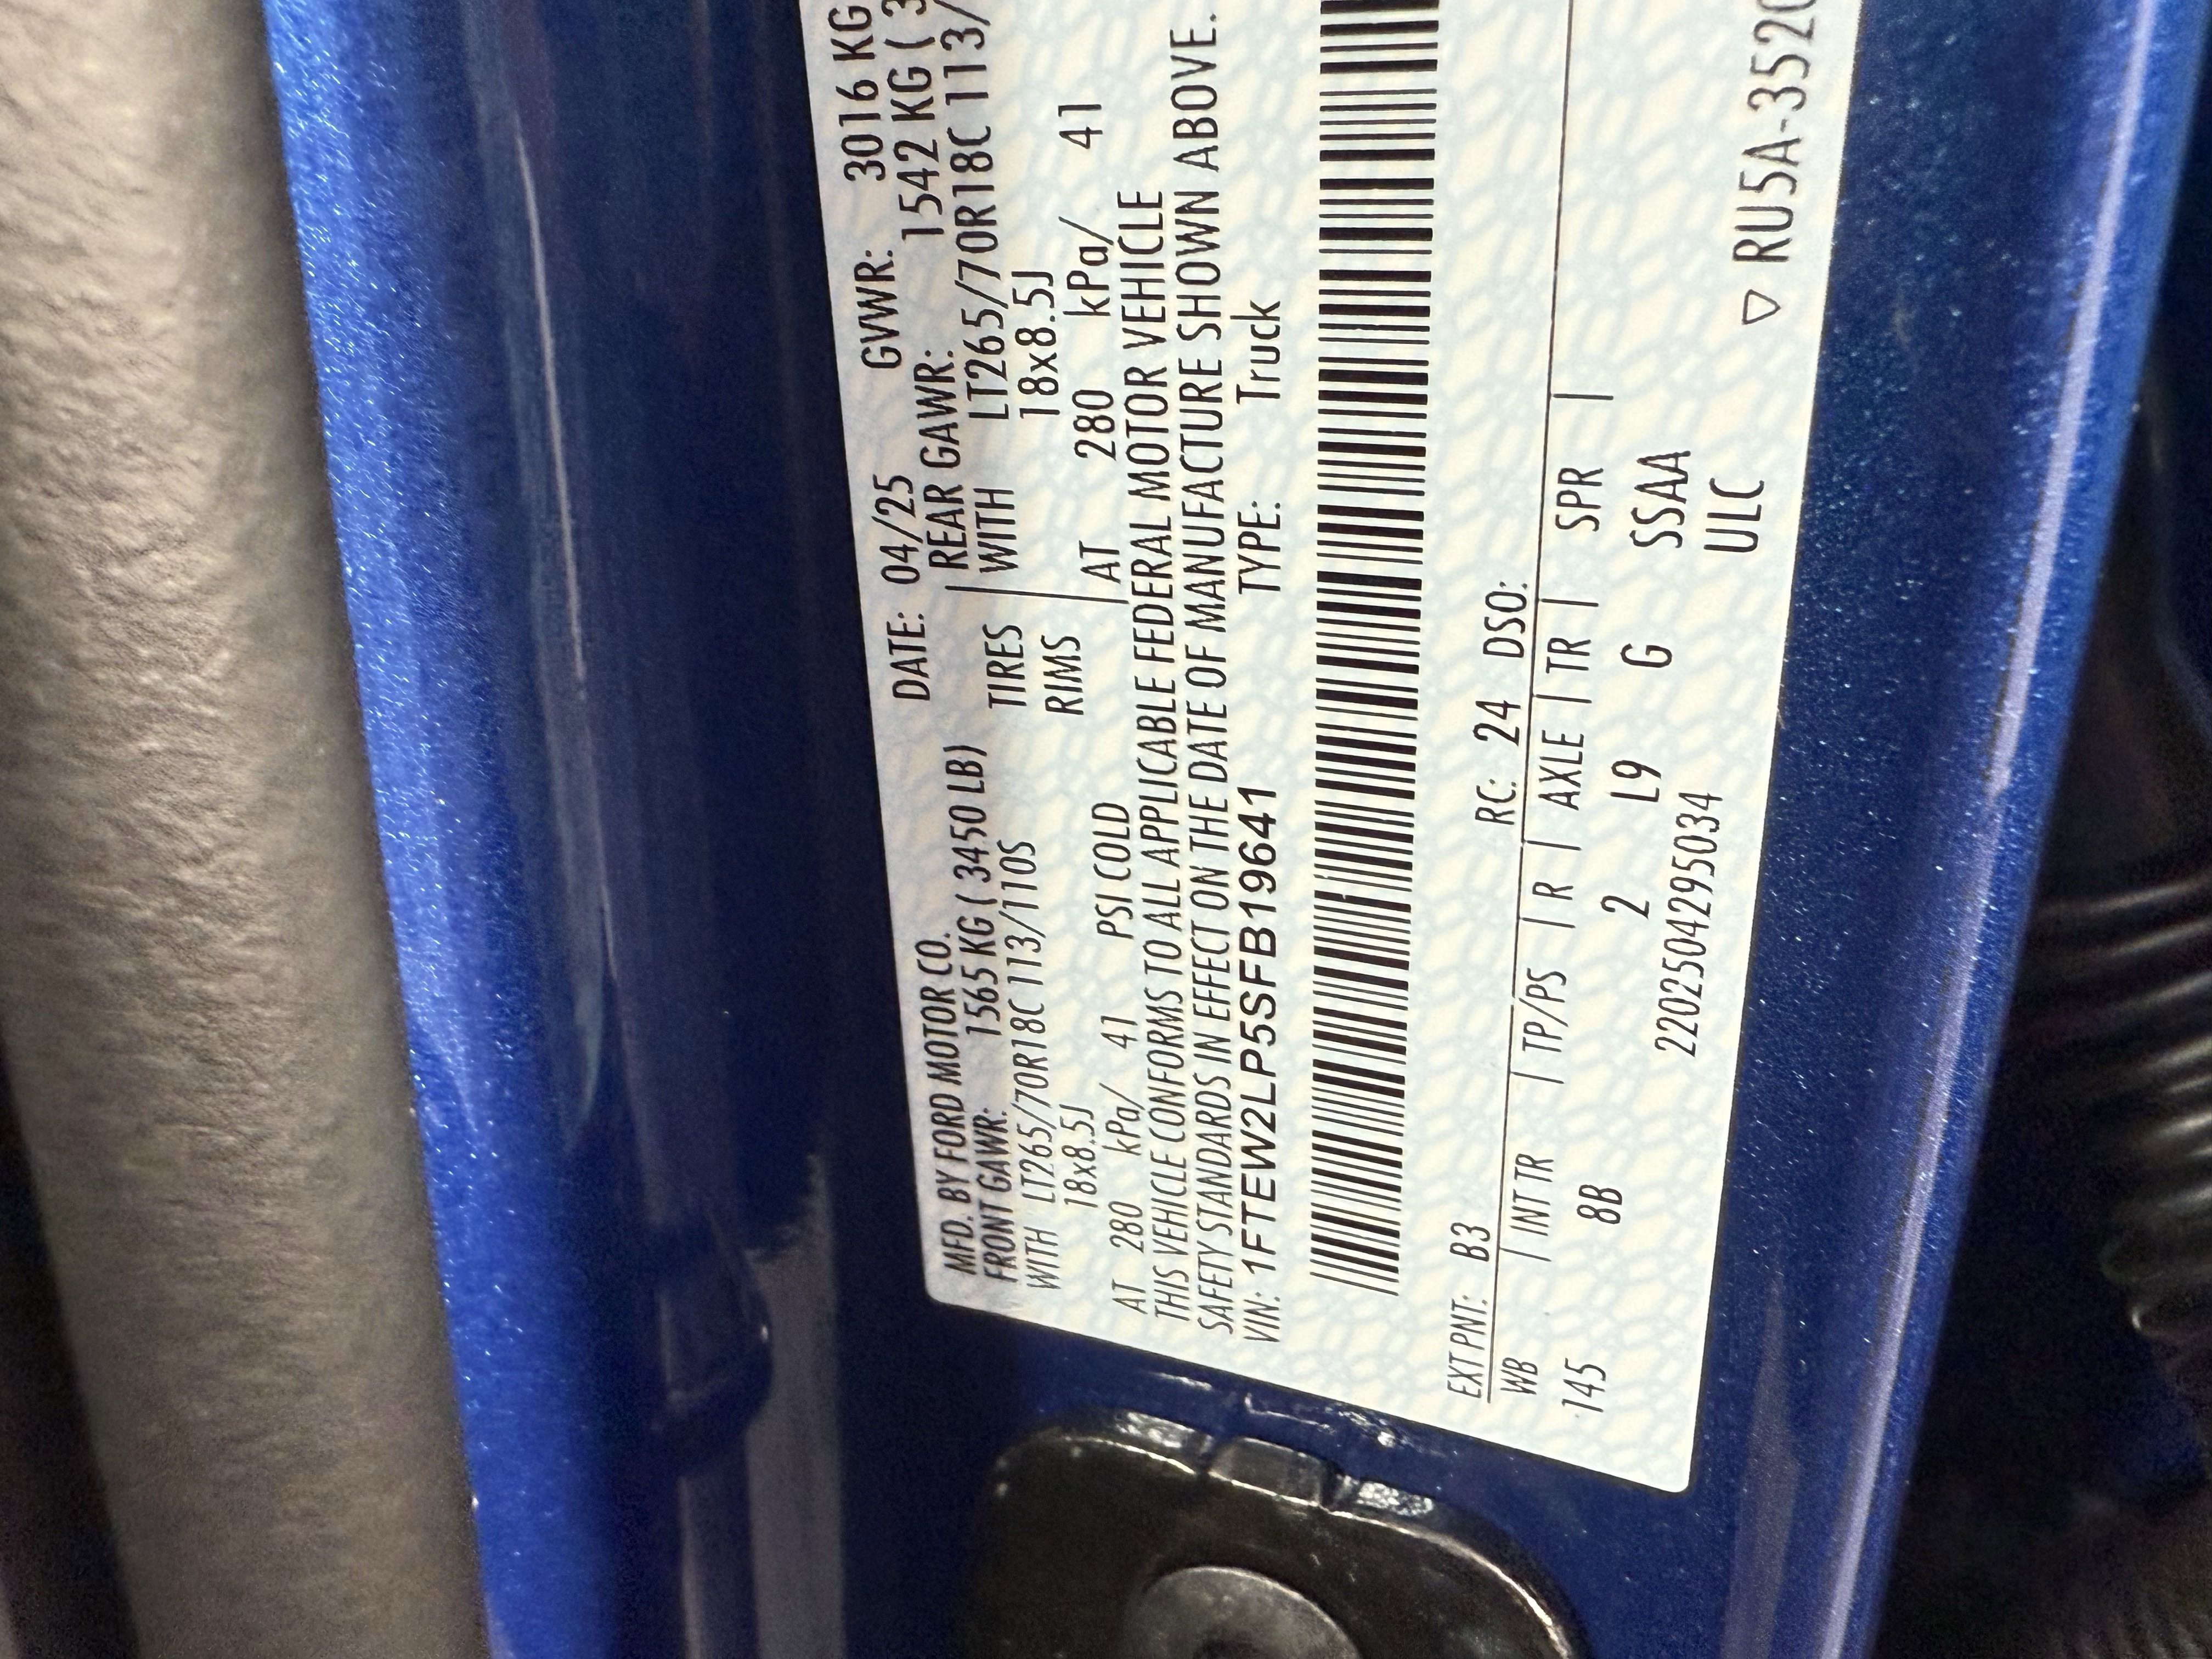 MFD. BY FORD MOTOR CO. DATE: 04/25 GVWR: 3016 KG
FRONT GAWR: 1565 KG ( 3450 LB) REAR GAWR: 1542 KG ( 3
WITH LT265/70R18C 113/110S TIRES WITH LT265/70R18C 113/
18x8.5J RIMS 18x8.5J
AT 280 kPa/ 41 PSI COLD AT 280 kPa/ 41
THIS VEHICLE CONFORMS TO ALL APPLICABLE FEDERAL MOTOR VEHICLE
SAFETY STANDARDS IN EFFECT ON THE DATE OF MANUFACTURE SHOWN ABOVE.
VIN: 1FTEW2LP5SFB19641 TYPE: Truck
EXT PNT: B3 RC: 24 DSO:
WB | INT TR | TP/PS | R | AXLE | TR | SPR |
145 8B 2 L9 G SSAA
22025042950​34 ULC
▽ RU5A-3520